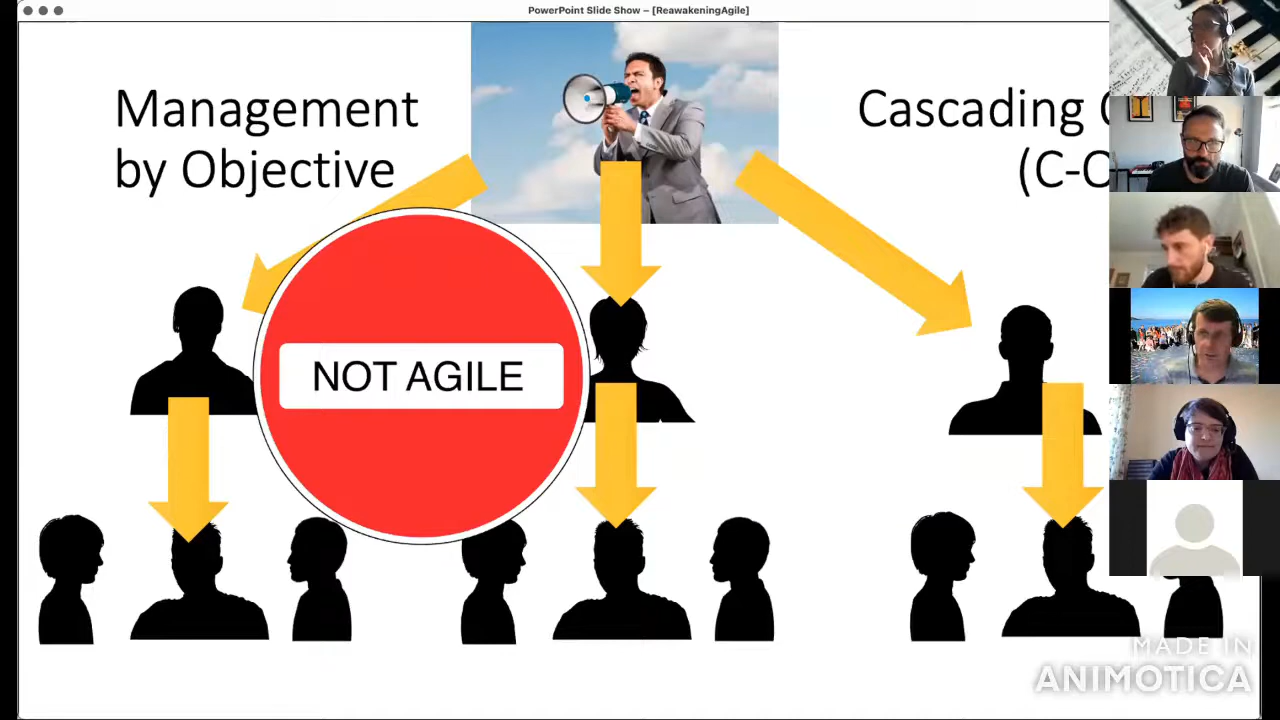 PowerPoint Slide Show – [ReawakeningAgile]
Management
by Objective
Cascading
NOT AGILE
MADE IN
ANIMOTICA